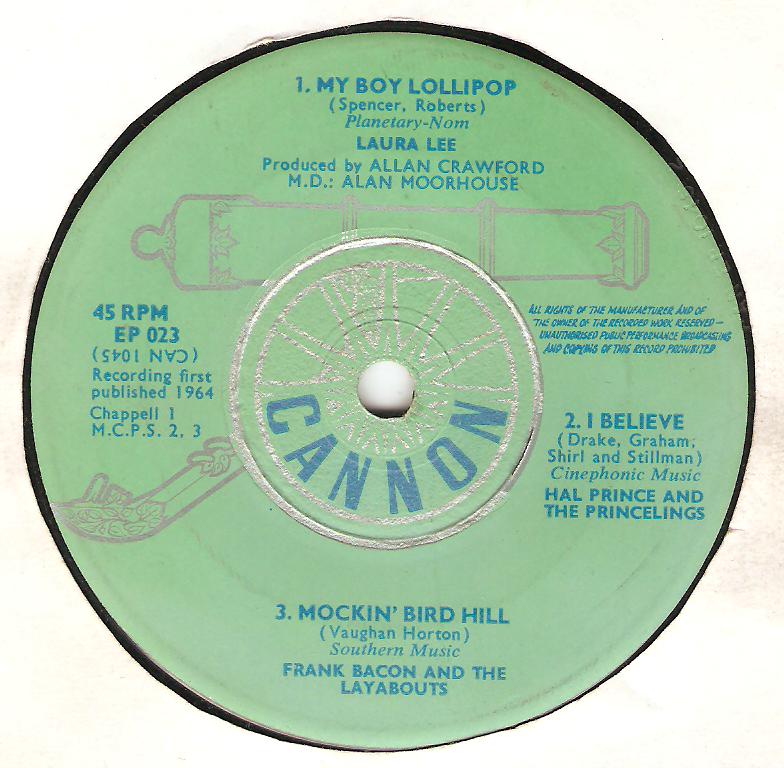 1. MY BOY LOLLIPOP
(Spencer, Roberts)
Planetary-Nom
LAURA LEE
Produced by ALLAN CRAWFORD
M.D.: ALAN MOORHOUSE
45 RPM
EP 023
(CAN 1045)
Recording first
published 1964
Chappell 1
M.C.P.S. 2, 3
ALL RIGHTS OF THE MANUFACTURER AND OF
THE OWNER OF THE RECORDED WORK RESERVED—
UNAUTHORISED PUBLIC PERFORMANCE BROADCASTING
AND COPYING OF THIS RECORD PROHIBITED
CANNON
2. I BELIEVE
(Drake, Graham,
Shirl and Stillman)
Cinephonic Music
HAL PRINCE AND
THE PRINCELINGS
3. MOCKIN' BIRD HILL
(Vaughan Horton)
Southern Music
FRANK BACON AND THE
LAYABOUTS